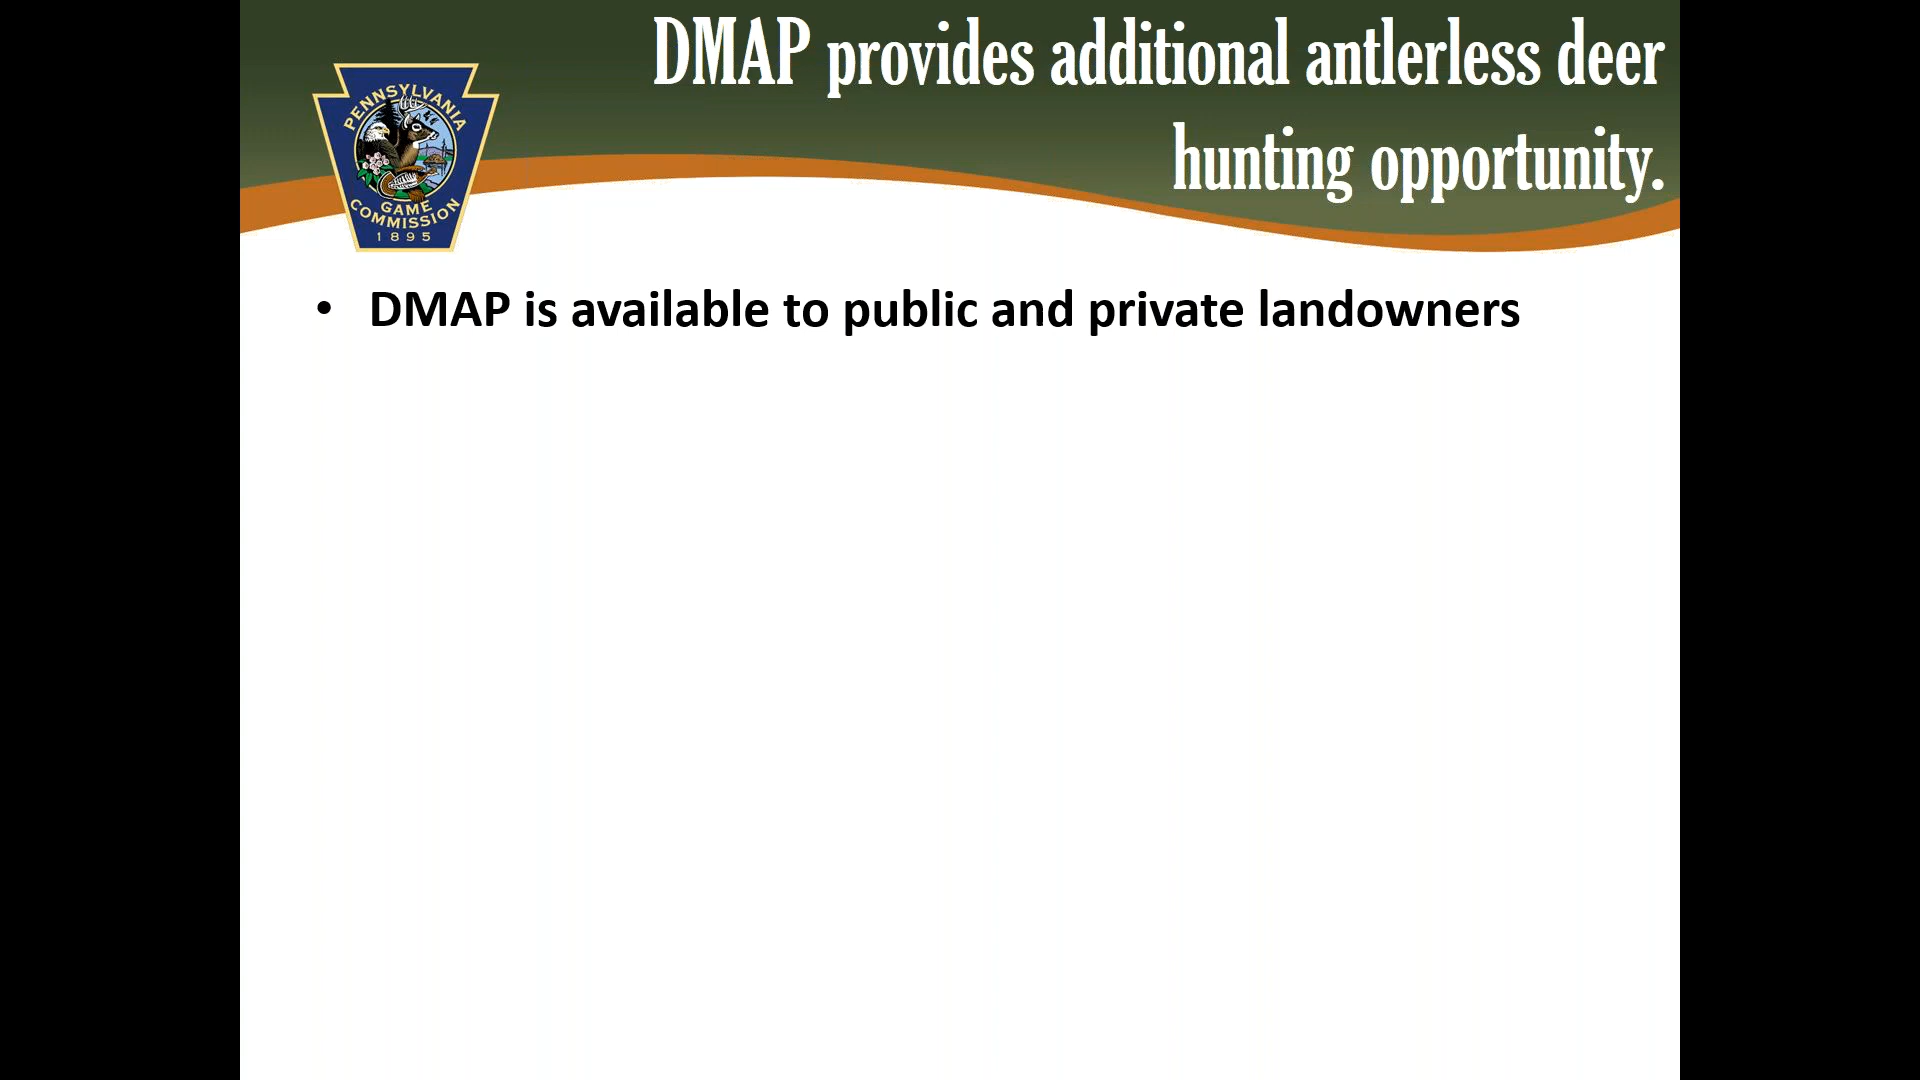 DMAP provides additional antlerless deer
hunting opportunity.
PENNSYLVANIA
GAME
COMMISSION
1895
• DMAP is available to public and private landowners